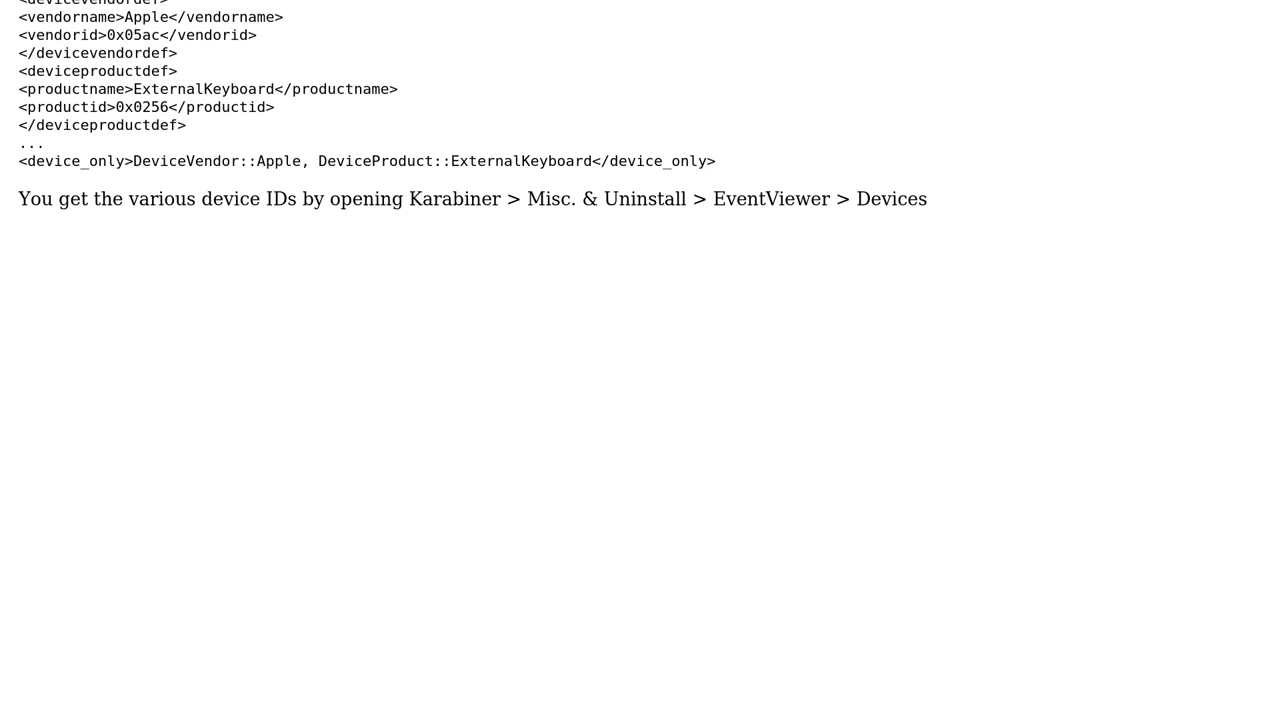 <devicevendordef>
<vendorname>Apple</vendorname>
<vendorid>0x05ac</vendorid>
</devicevendordef>
<deviceproductdef>
<productname>ExternalKeyboard</productname>
<productid>0x0256</productid>
</deviceproductdef>
...
<device_only>DeviceVendor::Apple, DeviceProduct::ExternalKeyboard</device_only>
You get the various device IDs by opening Karabiner > Misc. & Uninstall > EventViewer > Devices